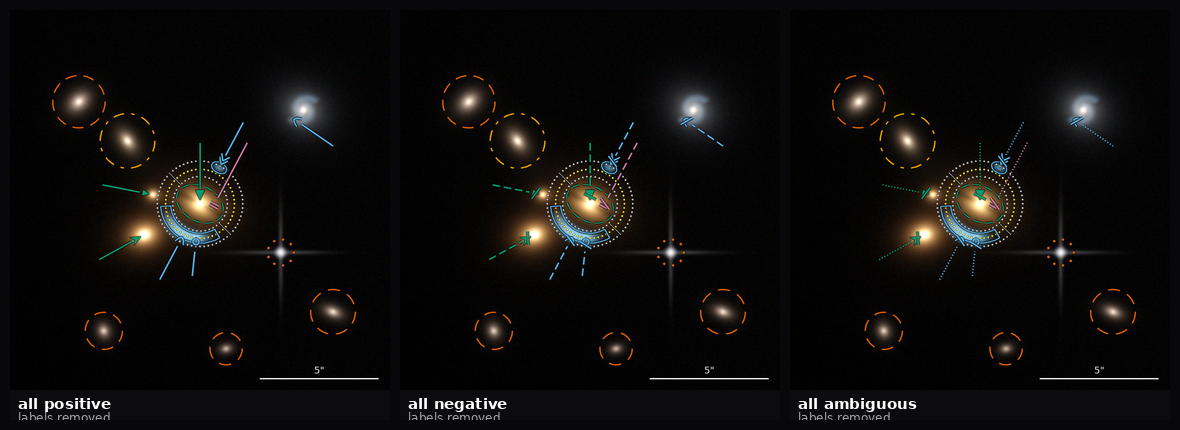 5" 5" 5"
all positive all negative all ambiguous
labels removed labels removed labels removed